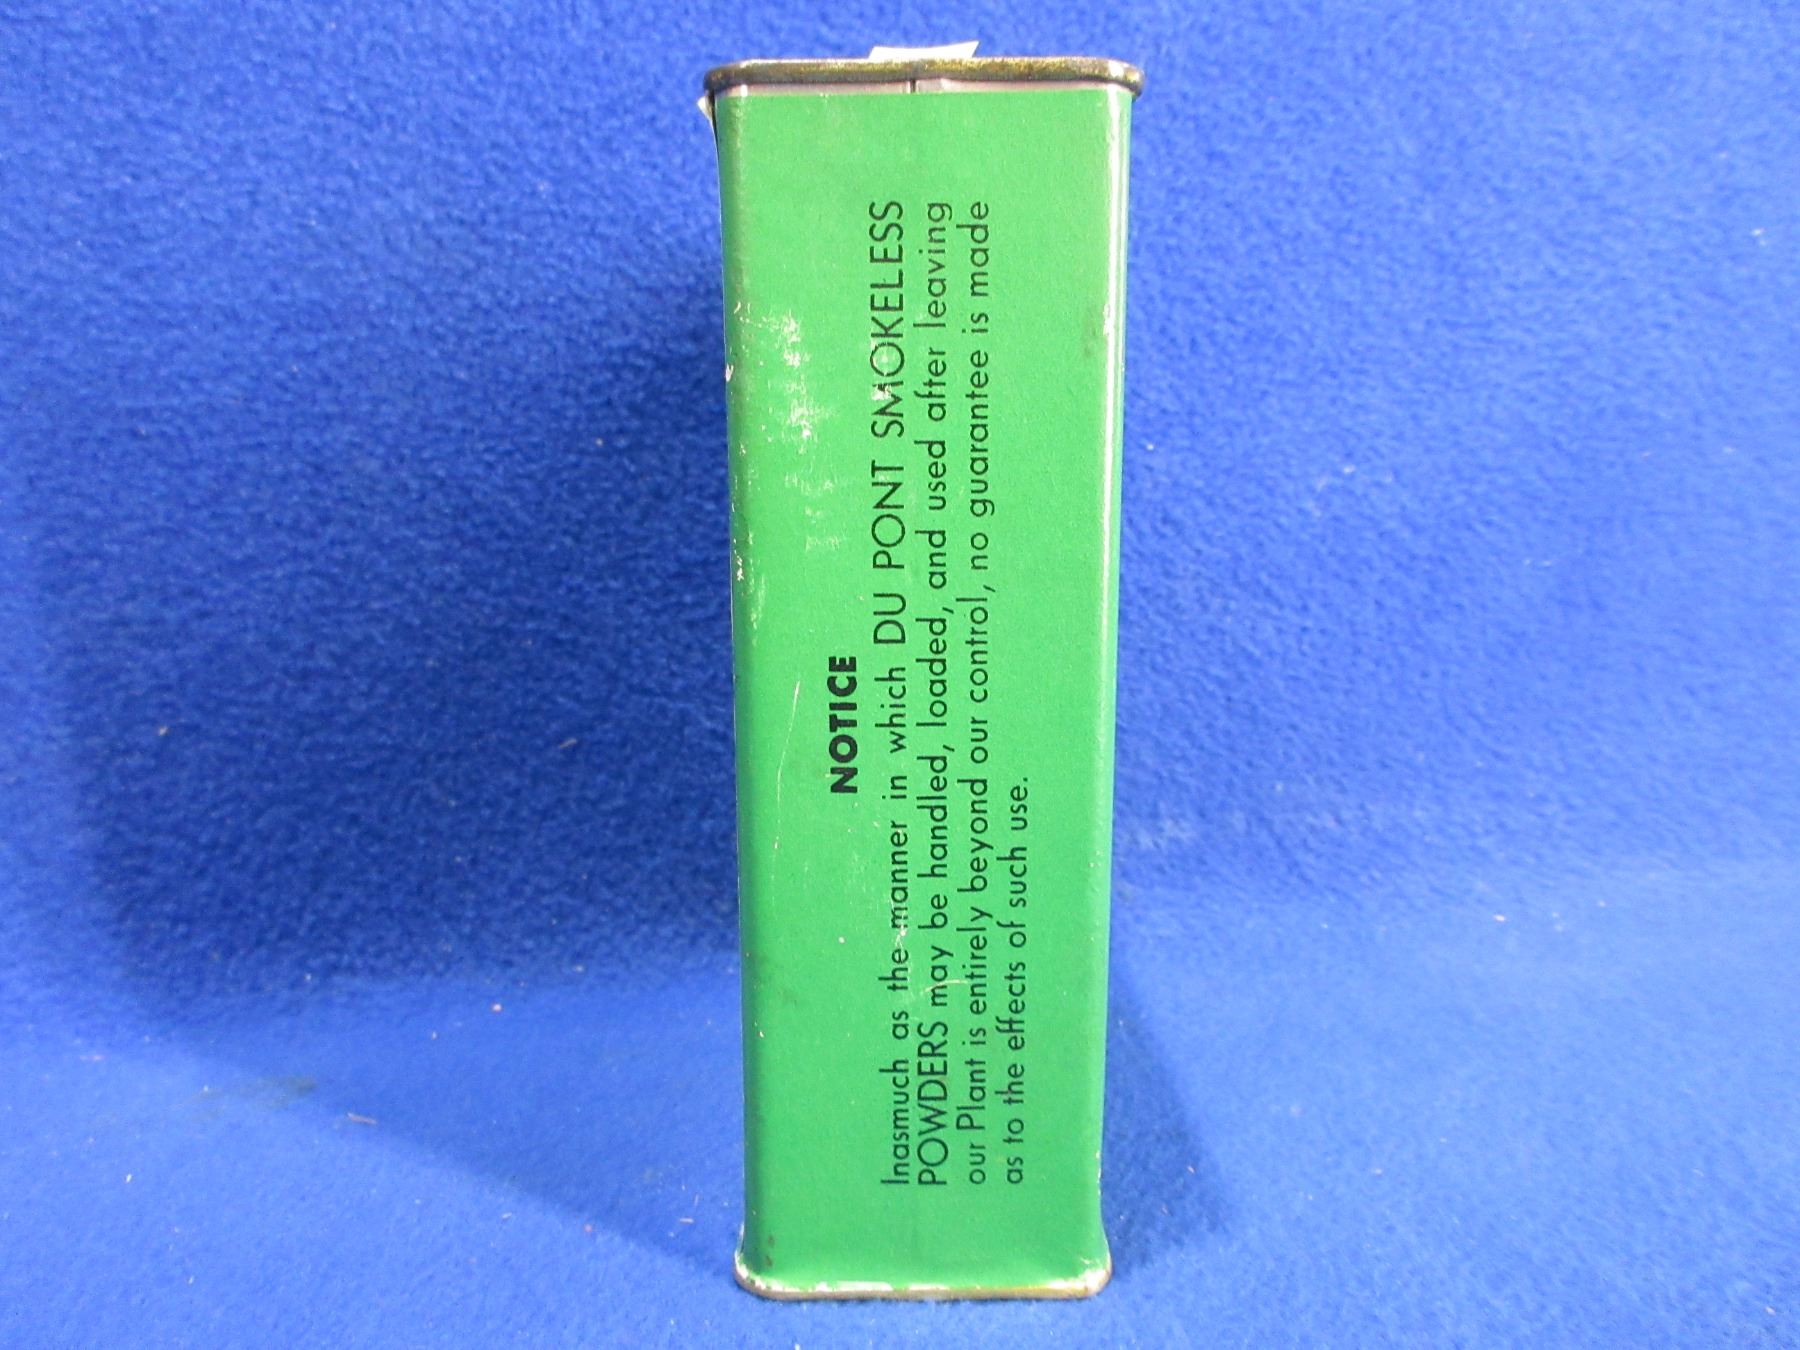 NOTICE
Inasmuch as the manner in which DU PONT SMOKELESS
POWDERS may be handled, loaded, and used after leaving
our Plant is entirely beyond our control, no guarantee is made
as to the effects of such use.